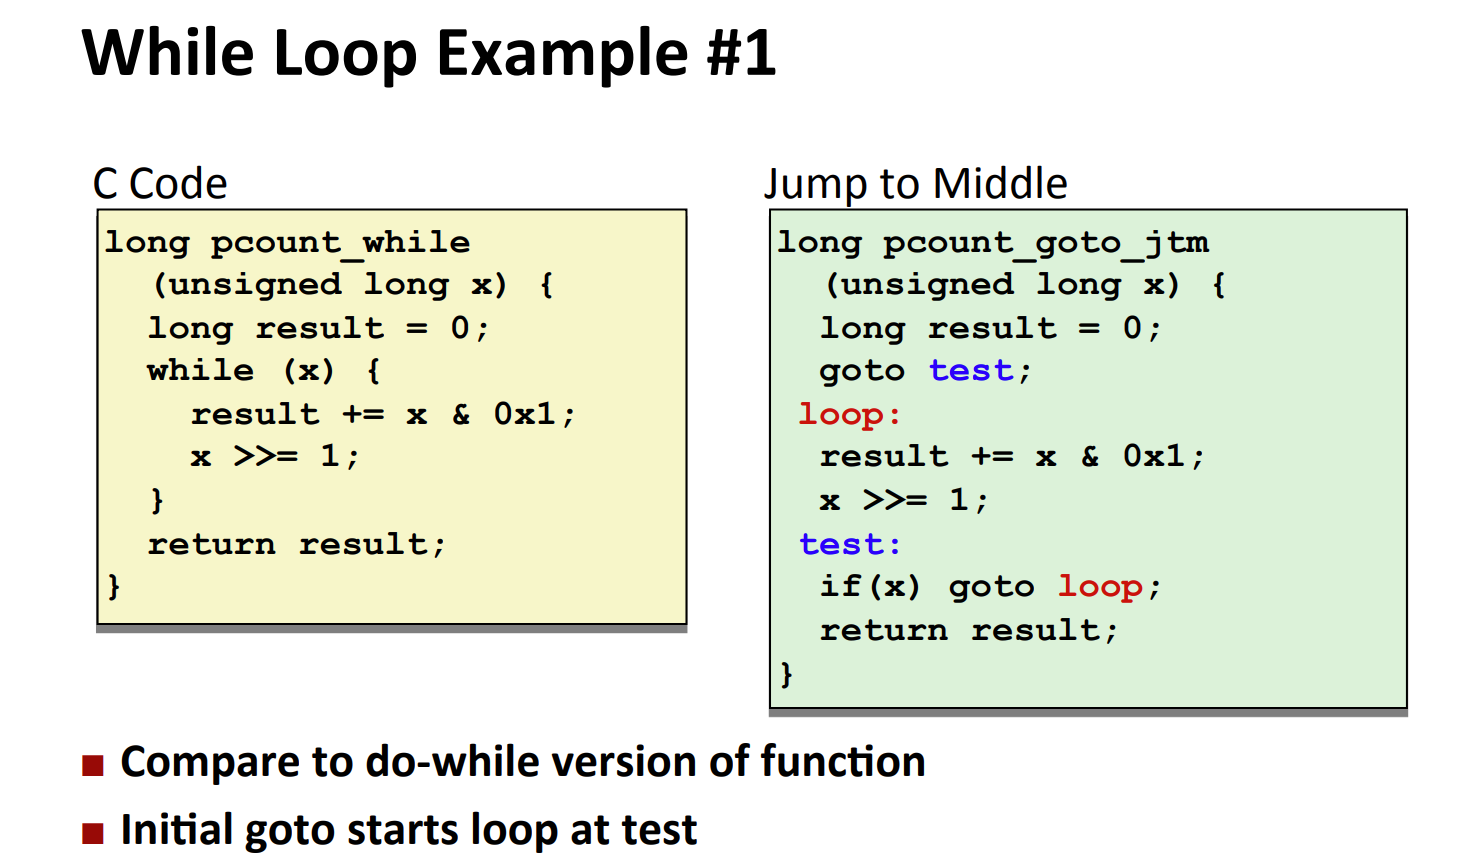 While Loop Example #1
C Code
long pcount_while
(unsigned long x) {
long result = 0;
while (x) {
result += x & 0x1;
x >>= 1;
}
return result;
}
Jump to Middle
long pcount_goto_jtm
(unsigned long x) {
long result = 0;
goto test;
loop:
result += x & 0x1;
x >>= 1;
test:
if(x) goto loop;
return result;
}
Compare to do-while version of function
Initial goto starts loop at test